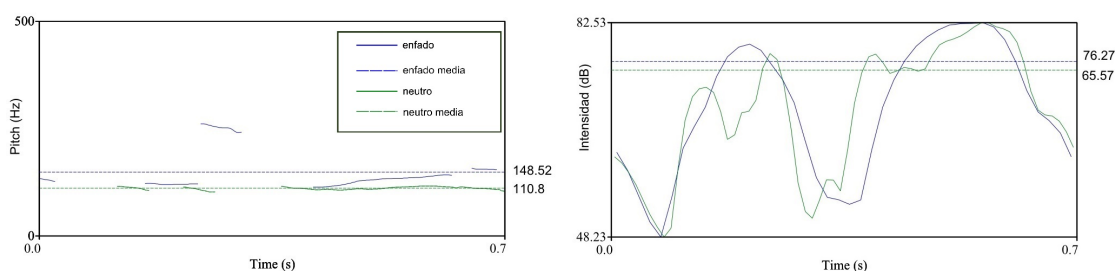 500
Pitch (Hz)
enfado
enfado media
neutro
neutro media
148.52
110.8
0
0.0
0.7
Time (s)
82.53
Intensidad (dB)
76.27
65.57
48.23
0.0
0.7
Time (s)